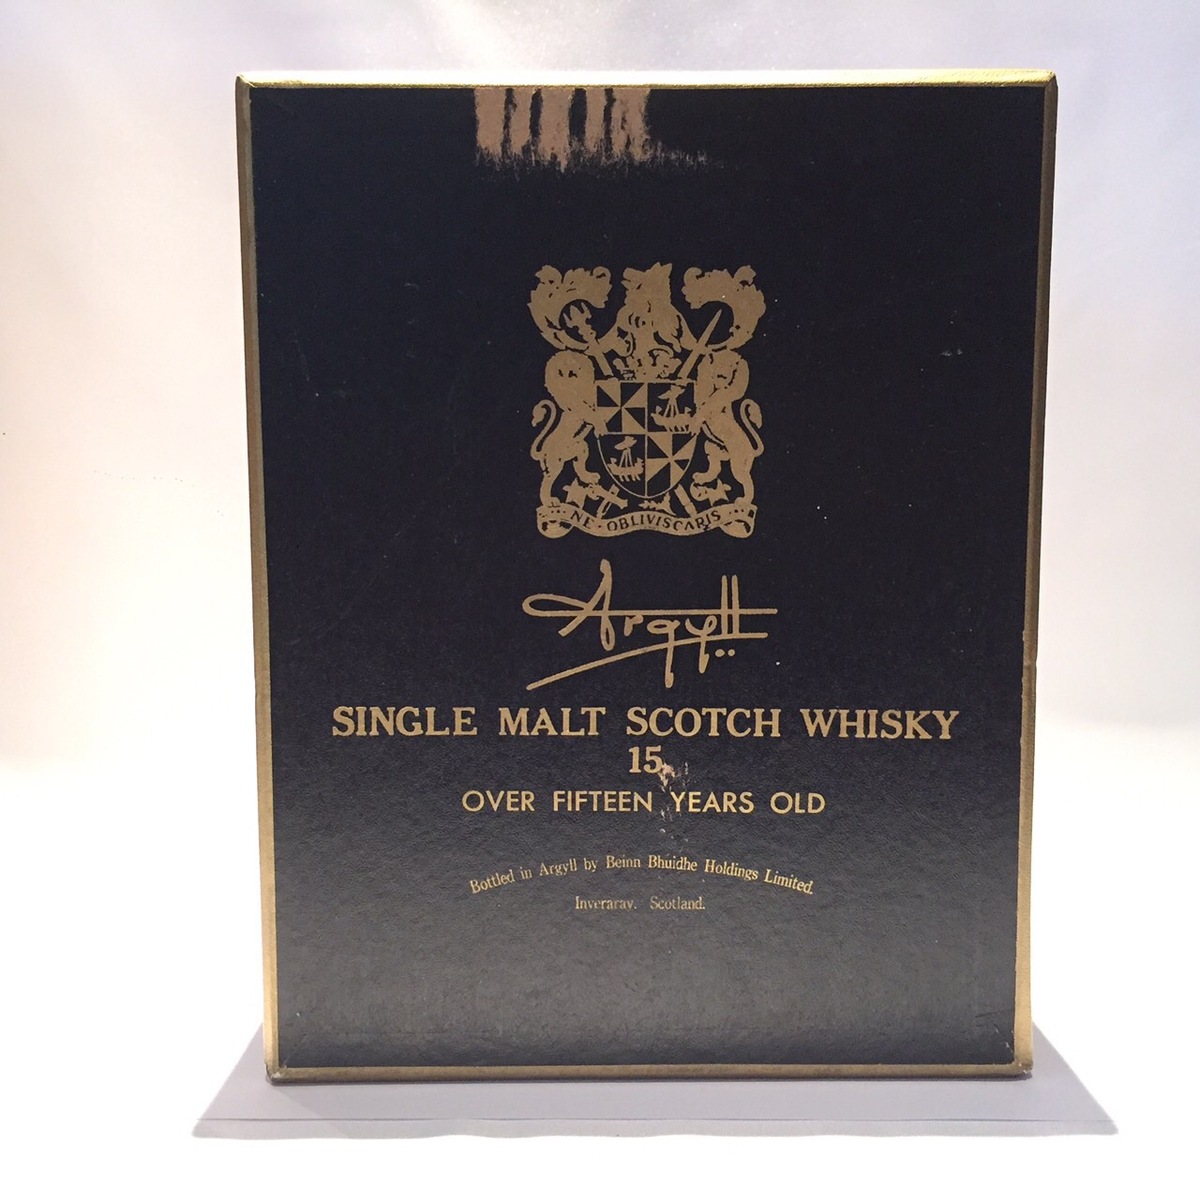 NE OBLIVISCARIS
Argyll
SINGLE MALT SCOTCH WHISKY
15
OVER FIFTEEN YEARS OLD
Bottled in Argyll by Beinn Bhuidhe Holdings Limited.
Inveraray. Scotland.